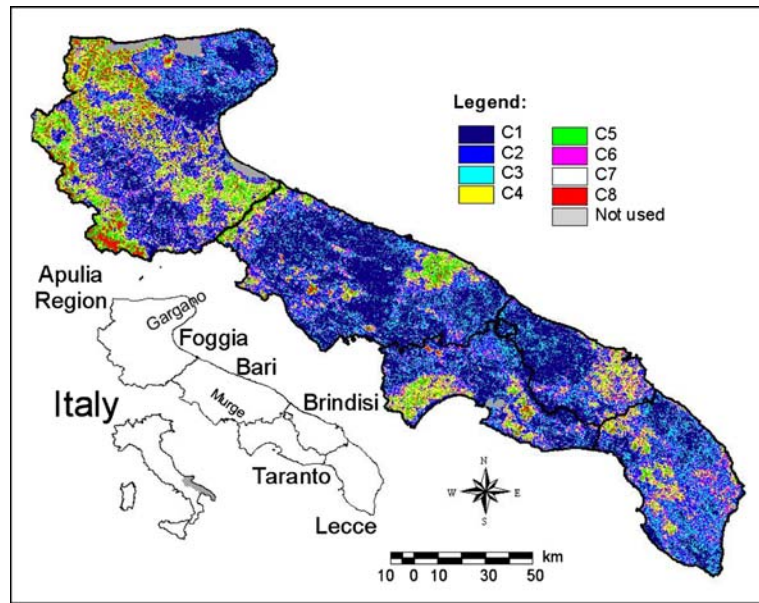 Legend:
C1 C5
C2 C6
C3 C7
C4 C8
Not used
Apulia
Region
Gargano
Foggia
Bari
Italy
Murge
Brindisi
Taranto
Lecce
N
W E
S
km
10 0 10 30 50